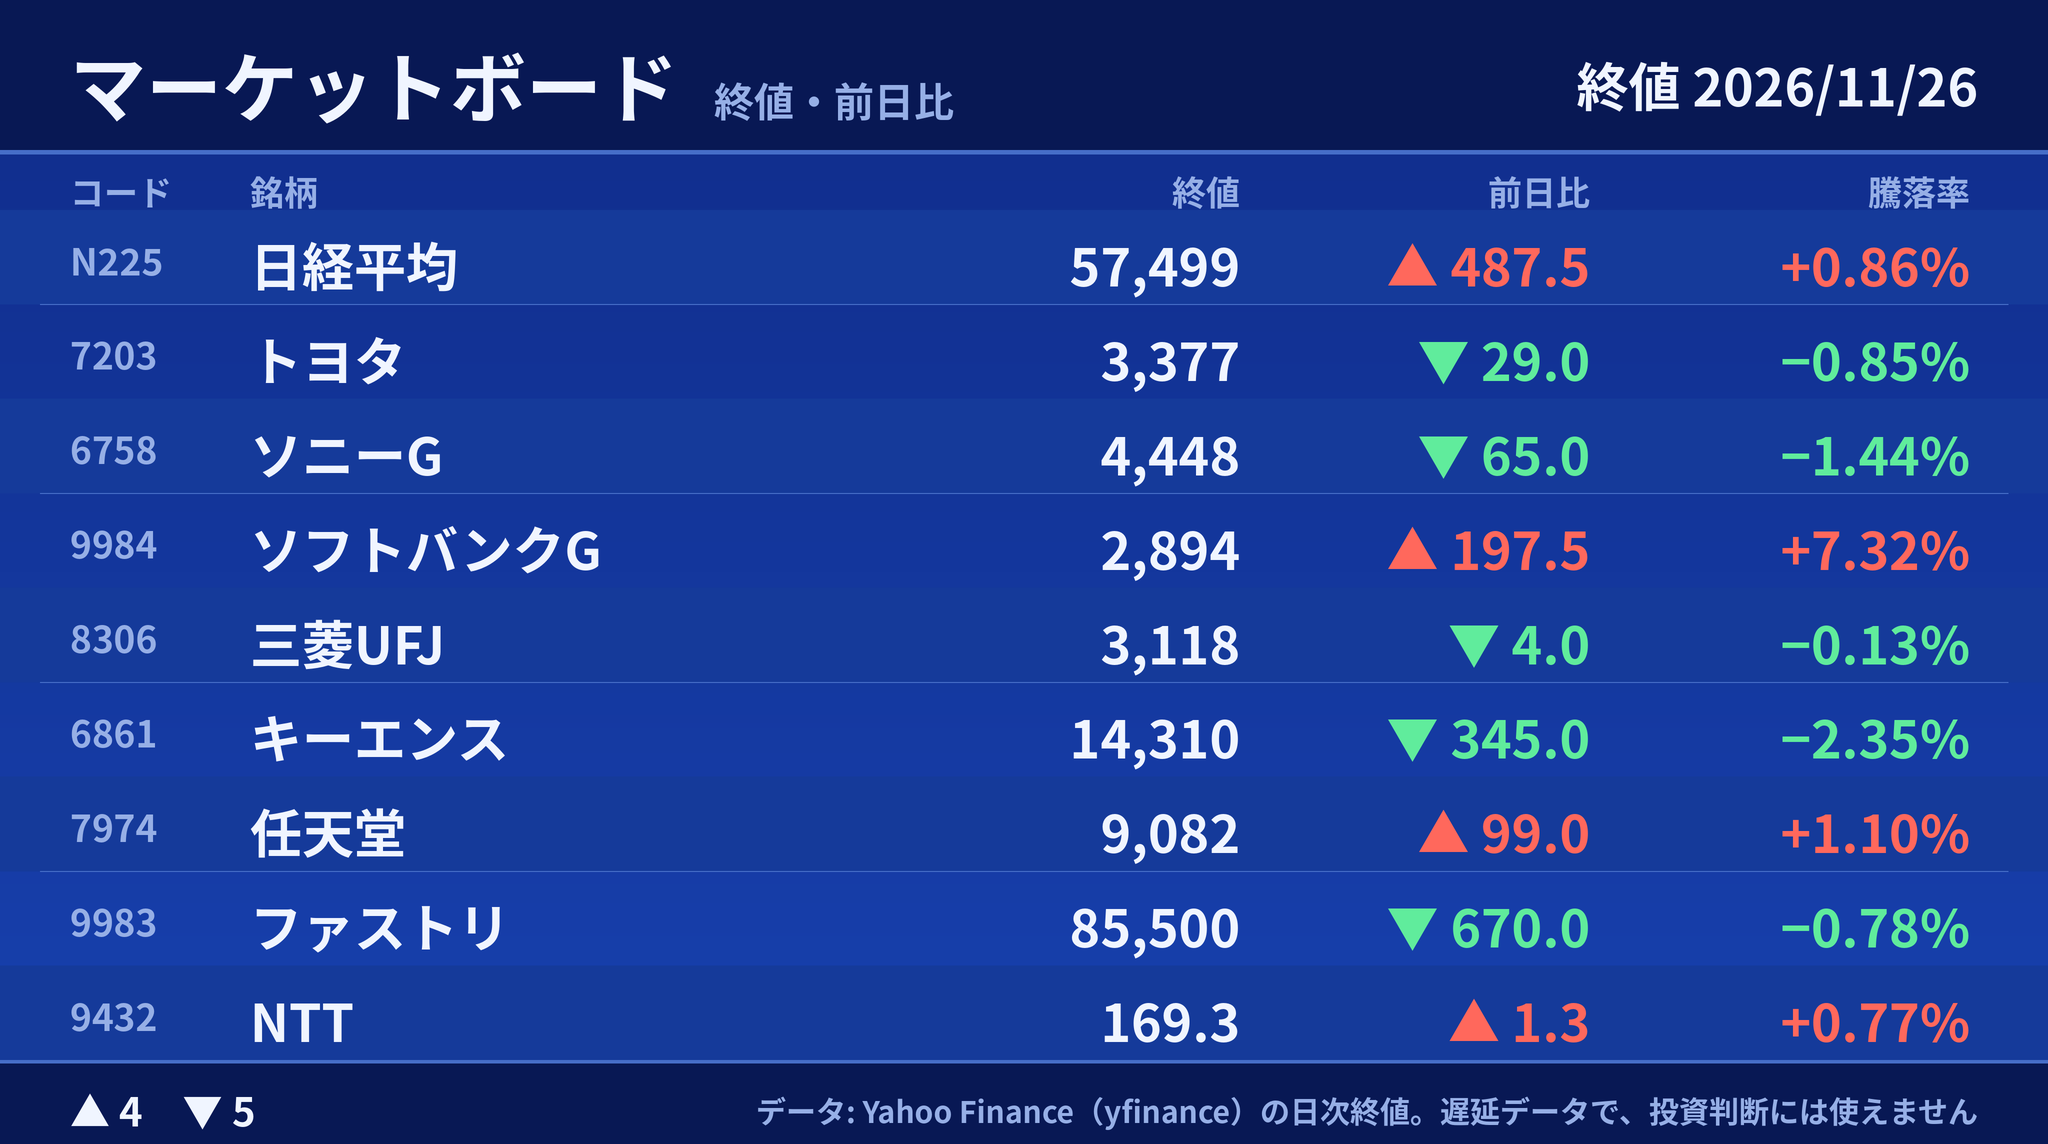 マーケットボード 終値・前日比 終値 2026/11/26
コード 銘柄 終値 前日比 騰落率
N225 日経平均 57,499 ▲ 487.5 +0.86%
7203 トヨタ 3,377 ▼ 29.0 −0.85%
6758 ソニーG 4,448 ▼ 65.0 −1.44%
9984 ソフトバンクG 2,894 ▲ 197.5 +7.32%
8306 三菱UFJ 3,118 ▼ 4.0 −0.13%
6861 キーエンス 14,310 ▼ 345.0 −2.35%
7974 任天堂 9,082 ▲ 99.0 +1.10%
9983 ファストリ 85,500 ▼ 670.0 −0.78%
9432 NTT 169.3 ▲ 1.3 +0.77%
▲ 4 ▼ 5 データ: Yahoo Finance（yfinance）の日次終値。遅延データで、投資判断には使えません